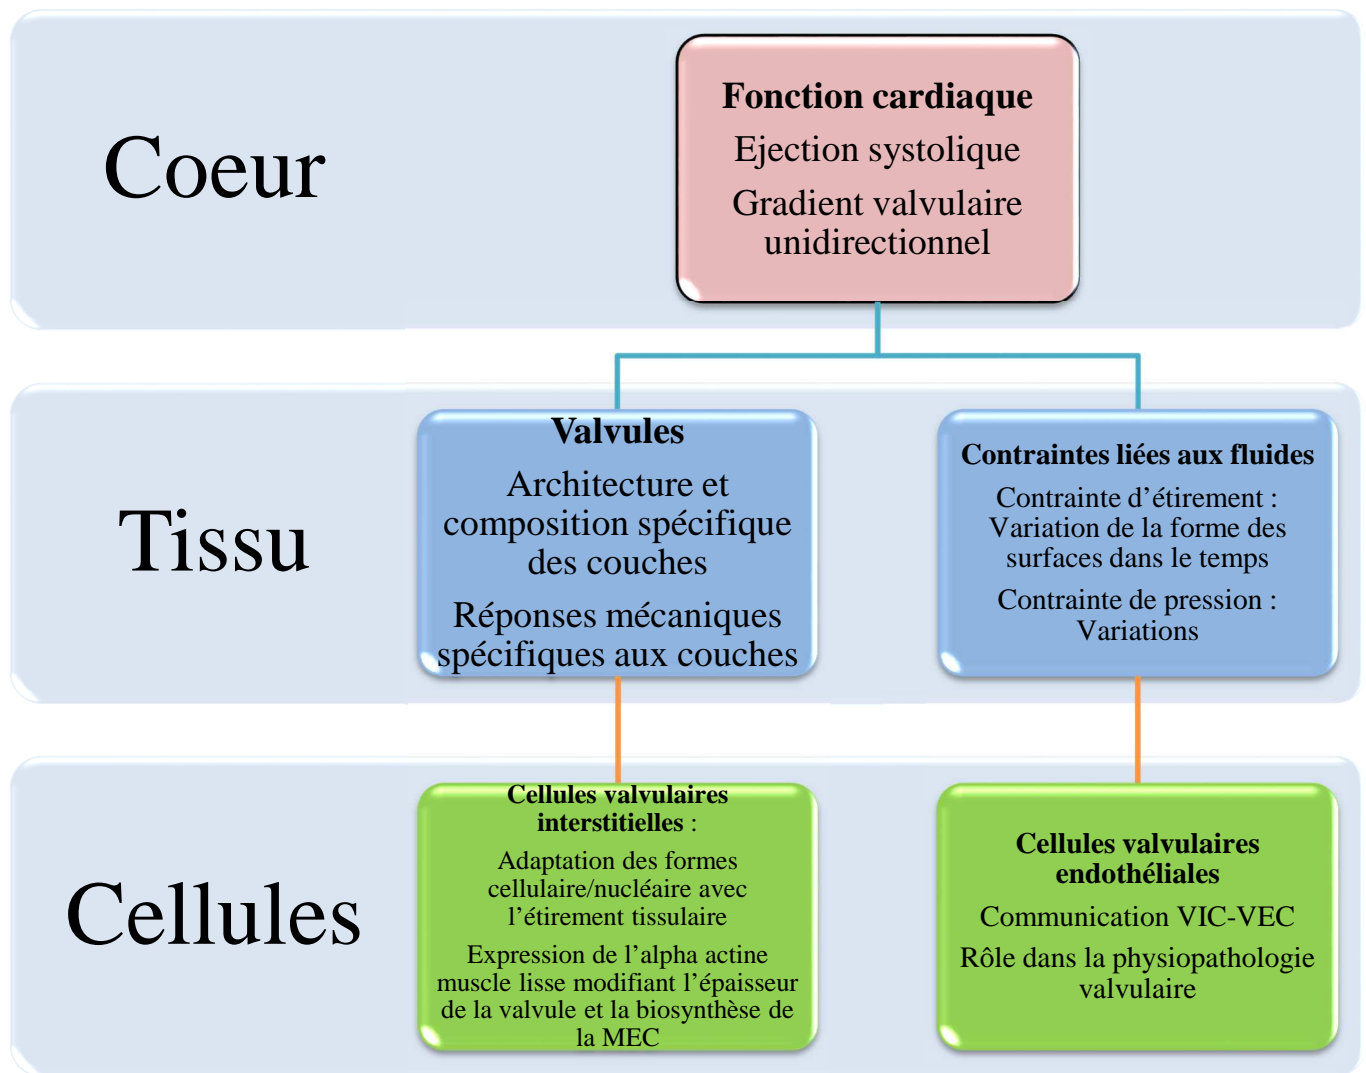 Coeur
Fonction cardiaque
Ejection systolique
Gradient valvulaire
unidirectionnel
Tissu
Valvules
Architecture et
composition spécifique
des couches
Réponses mécaniques
spécifiques aux couches
Contraintes liées aux fluides
Contrainte d’étirement :
Variation de la forme des
surfaces dans le temps
Contrainte de pression :
Variations
Cellules
Cellules valvulaires
interstitielles :
Adaptation des formes
cellulaire/nucléaire avec
l’étirement tissulaire
Expression de l’alpha actine
muscle lisse modifiant l’épaisseur
de la valvule et la biosynthèse de
la MEC
Cellules valvulaires
endothéliales
Communication VIC-VEC
Rôle dans la physiopathologie
valvulaire